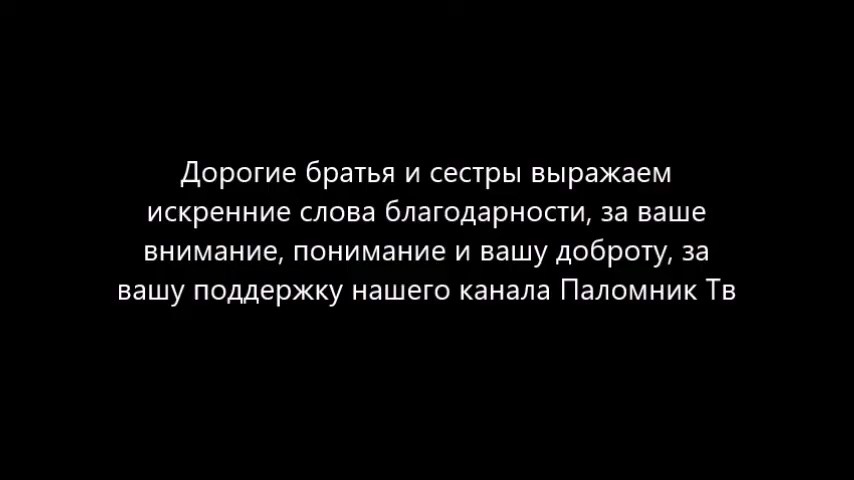 Дорогие братья и сестры выражаем
искренние слова благодарности, за ваше
внимание, понимание и вашу доброту, за
вашу поддержку нашего канала Паломник Тв